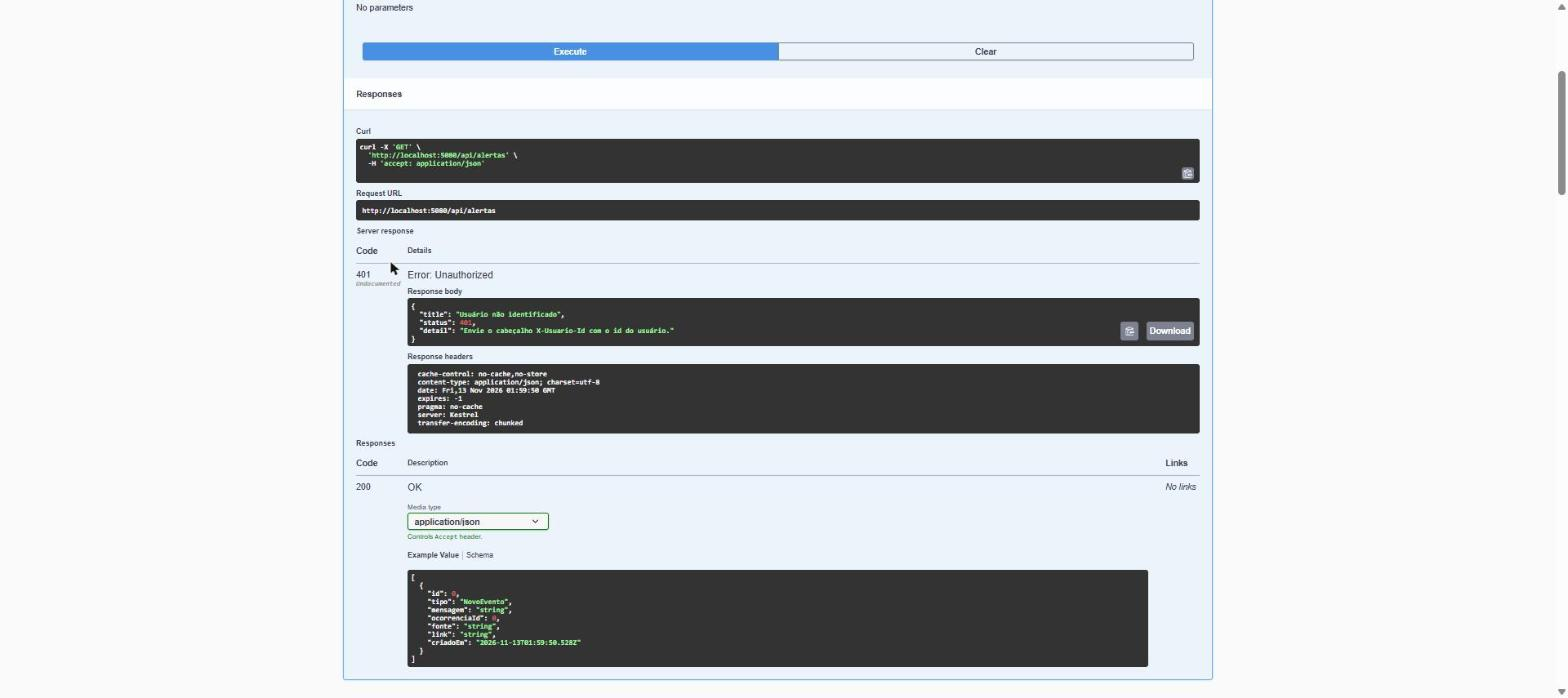 No parameters
Execute
Clear
Responses
Curl
curl -X 'GET' \
'http://localhost:5080/api/alertas' \
-H 'accept: application/json'
Request URL
http://localhost:5080/api/alertas
Server response
Code Details
401 Error: Unauthorized
Undocumented
Response body
{
"title": "Usuário não identificado",
"status": 401,
"detail": "Envie o cabeçalho X-Usuario-Id com o id do usuário."
}
Download
Response headers
cache-control: no-cache,no-store
content-type: application/json; charset=utf-8
date: Fri,13 Nov 2026 01:59:50 GMT
expires: -1
pragma: no-cache
server: Kestrel
transfer-encoding: chunked
Responses
Code Description Links
200 OK No links
Media type
application/json
Controls Accept header.
Example Value | Schema
[
{
"id": 0,
"tipo": "NovoEvento",
"mensagem": "string",
"ocorrenciaId": 0,
"fonte": "string",
"link": "string",
"criadoEm": "2026-11-13T01:59:50.528Z"
}
]